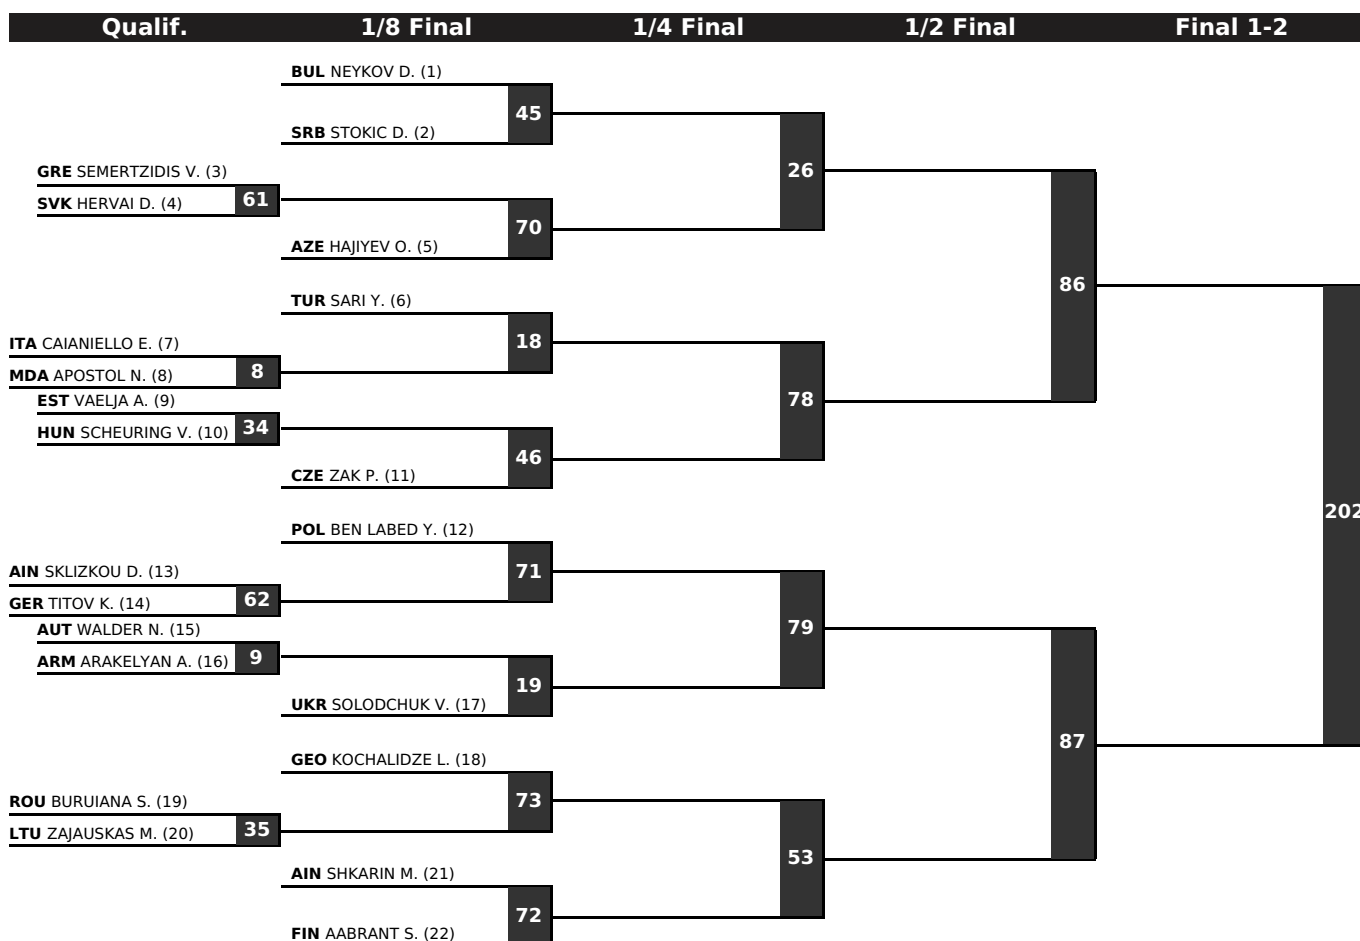 Qualif. 1/8 Final 1/4 Final 1/2 Final Final 1-2
BUL NEYKOV D. (1)
45
SRB STOKIC D. (2)
26
GRE SEMERTZIDIS V. (3)
SVK HERVAI D. (4)
61
70
AZE HAJIYEV O. (5)
86
TUR SARI Y. (6)
18
ITA CAIANIELLO E. (7)
MDA APOSTOL N. (8)
8
78
EST VAELJA A. (9)
HUN SCHEURING V. (10)
34
46
CZE ZAK P. (11)
202
POL BEN LABED Y. (12)
71
AIN SKLIZKOU D. (13)
GER TITOV K. (14)
62
79
AUT WALDER N. (15)
ARM ARAKELYAN A. (16)
9
19
UKR SOLODCHUK V. (17)
87
GEO KOCHALIDZE L. (18)
73
ROU BURUIANA S. (19)
LTU ZAJAUSKAS M. (20)
35
53
AIN SHKARIN M. (21)
72
FIN AABRANT S. (22)